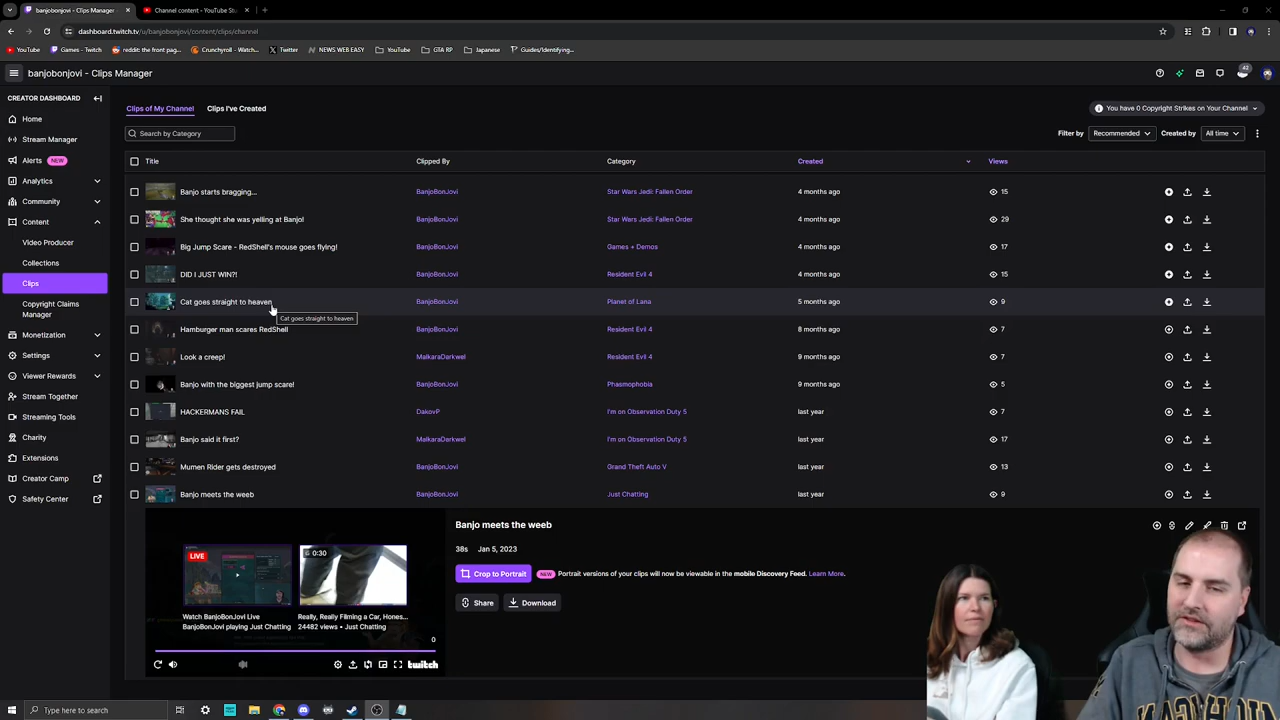 banjobonjovi - Clips Manager
Channel content - YouTube Stu
dashboard.twitch.tv/u/banjobonjovi/content/clips/channel
YouTube
Games - Twitch
reddit: the front pag...
Crunchyroll - Watch...
Twitter
NEWS WEB EASY
YouTube
GTA RP
Japanese
Guides/Identifying...
banjobonjovi - Clips Manager
42
CREATOR DASHBOARD
Home
Stream Manager
Alerts NEW
Analytics
Community
Content
Video Producer
Collections
Clips
Copyright Claims
Manager
Monetization
Settings
Viewer Rewards
Stream Together
Streaming Tools
Charity
Extensions
Creator Camp
Safety Center
Clips of My Channel Clips I've Created
You have 0 Copyright Strikes on Your Channel
Search by Category
Filter by Recommended Created by All time
Title Clipped By Category Created Views
Banjo starts bragging... BanjoBonJovi Star Wars Jedi: Fallen Order 4 months ago 15
She thought she was yelling at Banjo! BanjoBonJovi Star Wars Jedi: Fallen Order 4 months ago 29
Big Jump Scare - RedShell's mouse goes flying! BanjoBonJovi Games + Demos 4 months ago 17
DID I JUST WIN?! BanjoBonJovi Resident Evil 4 4 months ago 15
Cat goes straight to heaven BanjoBonJovi Planet of Lana 5 months ago 9
Cat goes straight to heaven
Hamburger man scares RedShell BanjoBonJovi Resident Evil 4 8 months ago 7
Look a creep! MalkaraDarkwel Resident Evil 4 9 months ago 7
Banjo with the biggest jump scare! BanjoBonJovi Phasmophobia 9 months ago 5
HACKERMANS FAIL DakovP I'm on Observation Duty 5 last year 7
Banjo said it first? MalkaraDarkwel I'm on Observation Duty 5 last year 17
Mumen Rider gets destroyed BanjoBonJovi Grand Theft Auto V last year 13
Banjo meets the weeb BanjoBonJovi Just Chatting last year 9
Banjo meets the weeb
38s Jan 5, 2023
Crop to Portrait NEW Portrait versions of your clips will now be viewable in the mobile Discovery Feed. Learn More.
Share Download
LIVE
0:30
Watch BanjoBonJovi Live
BanjoBonJovi playing Just Chatting
Really, Really Filming a Car, Hones...
24482 views • Just Chatting
0
twitch
Type here to search